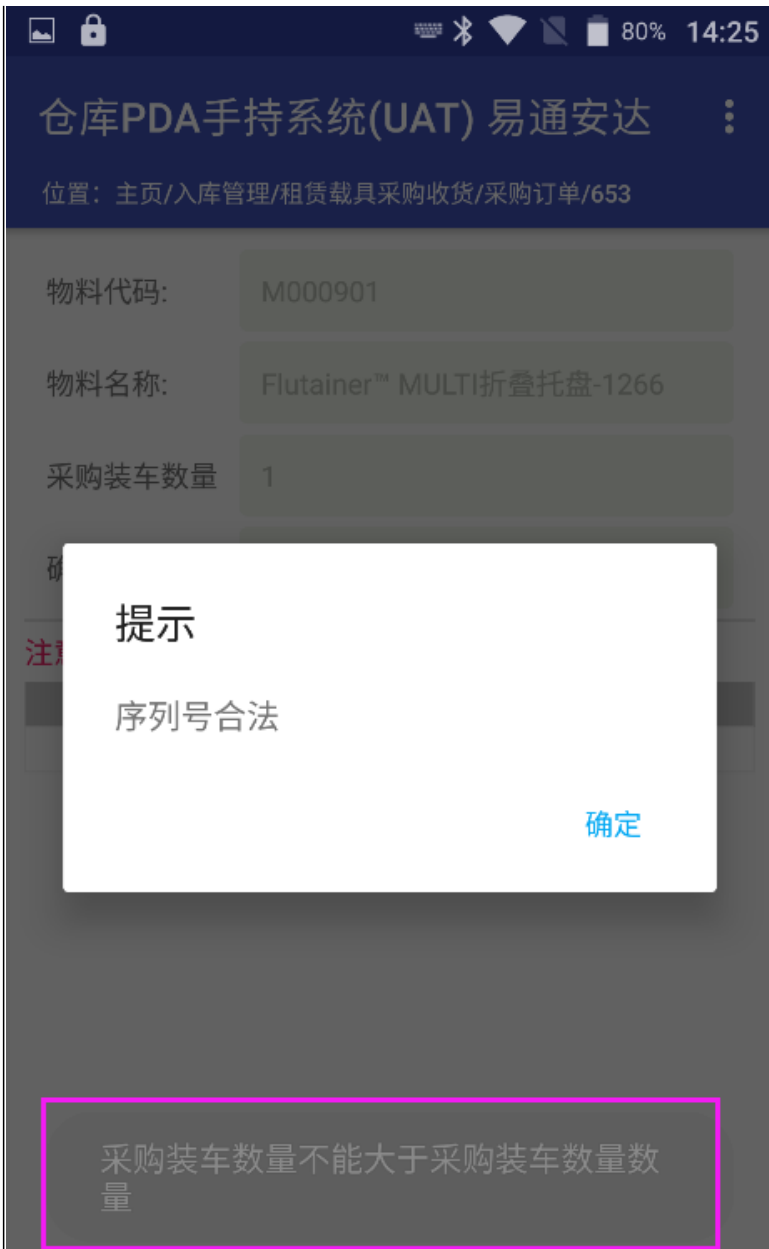 80% 14:25
仓库PDA手持系统(UAT) 易通安达
位置：主页/入库管理/租赁载具采购收货/采购订单/653
物料代码: M000901
物料名称: Flutainer™ MULTI折叠托盘-1266
采购装车数量 1
提示
序列号合法
确定
采购装车数量不能大于采购装车数量数
量